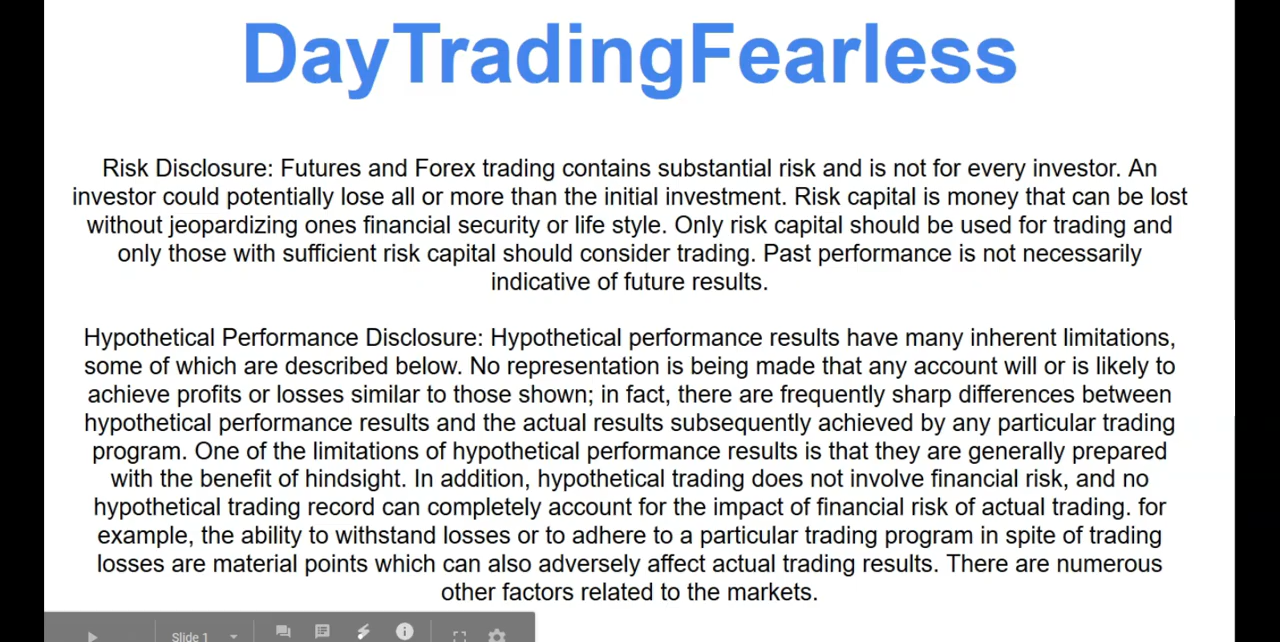 DayTradingFearless
Risk Disclosure: Futures and Forex trading contains substantial risk and is not for every investor. An
investor could potentially lose all or more than the initial investment. Risk capital is money that can be lost
without jeopardizing ones financial security or life style. Only risk capital should be used for trading and
only those with sufficient risk capital should consider trading. Past performance is not necessarily
indicative of future results.
Hypothetical Performance Disclosure: Hypothetical performance results have many inherent limitations,
some of which are described below. No representation is being made that any account will or is likely to
achieve profits or losses similar to those shown; in fact, there are frequently sharp differences between
hypothetical performance results and the actual results subsequently achieved by any particular trading
program. One of the limitations of hypothetical performance results is that they are generally prepared
with the benefit of hindsight. In addition, hypothetical trading does not involve financial risk, and no
hypothetical trading record can completely account for the impact of financial risk of actual trading. for
example, the ability to withstand losses or to adhere to a particular trading program in spite of trading
losses are material points which can also adversely affect actual trading results. There are numerous
other factors related to the markets.
Slide 1